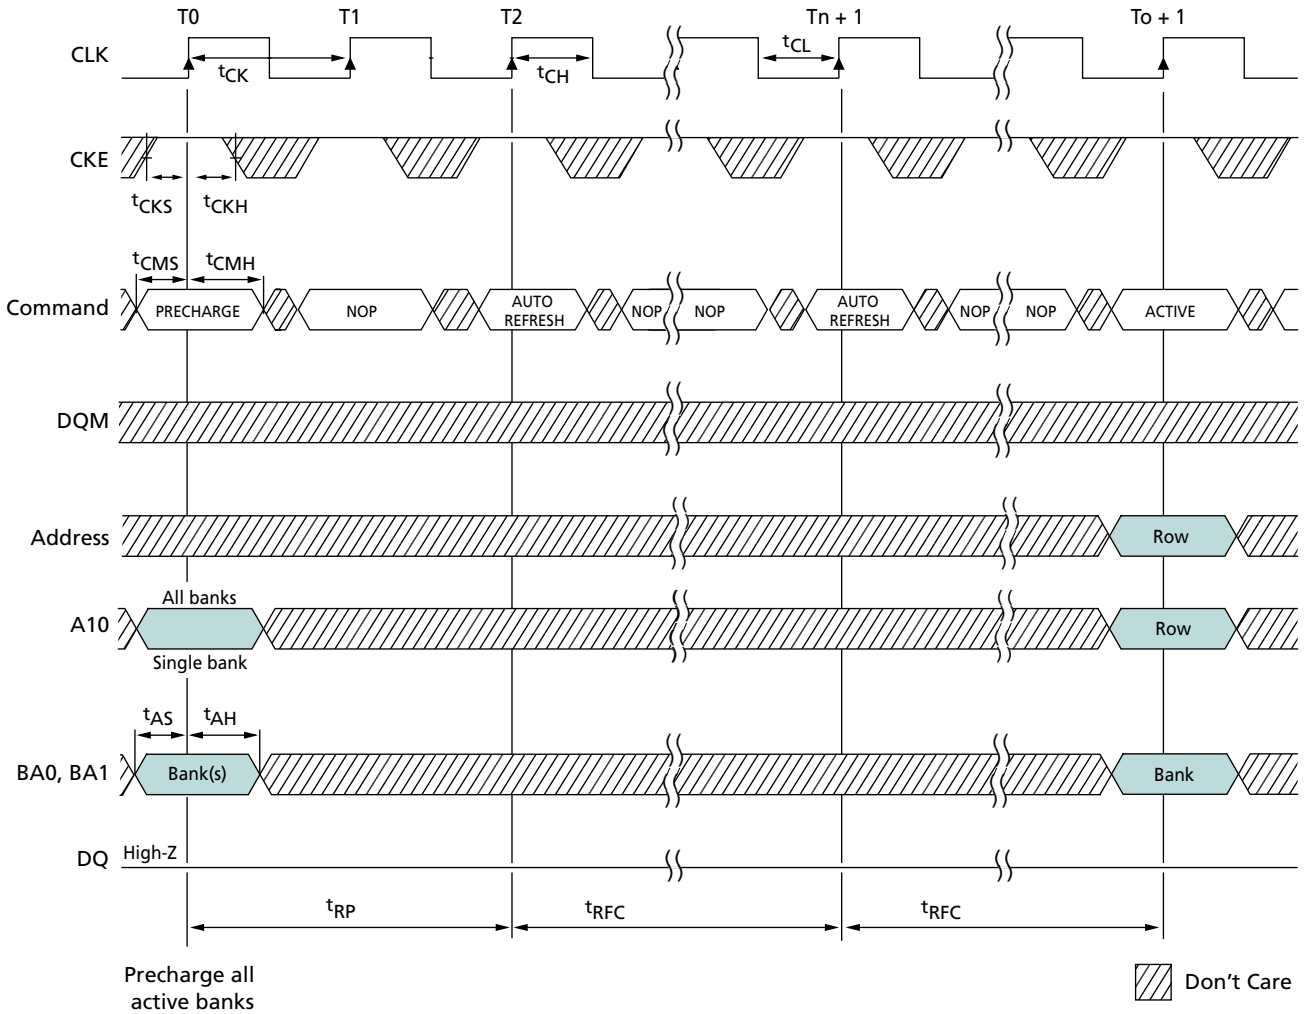 T0 T1 T2 Tn + 1 To + 1
CLK
tCK tCH tCL
CKE
tCKS tCKH
tCMS tCMH
Command PRECHARGE NOP AUTO REFRESH NOP NOP AUTO REFRESH NOP NOP ACTIVE
DQM
Address Row
All banks
A10 Row
Single bank
tAS tAH
BA0, BA1 Bank(s) Bank
DQ High-Z
tRP tRFC tRFC
Precharge all
active banks
Don't Care